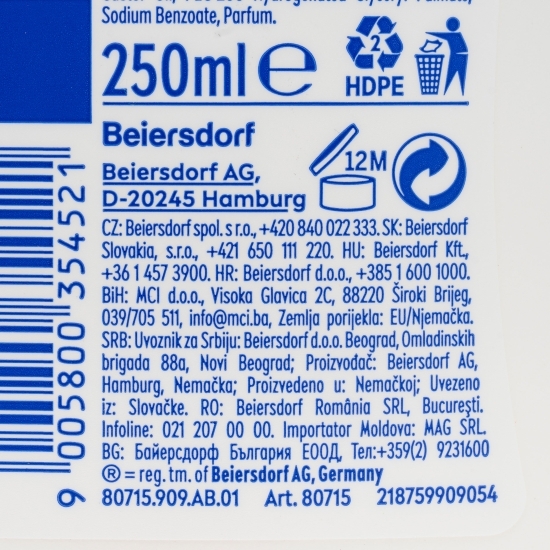 Sodium Benzoate, Parfum.
250ml e
2
HDPE
Beiersdorf
Beiersdorf AG,
D-20245 Hamburg
12M
CZ: Beiersdorf spol. s r.o., +420 840 022 333. SK: Beiersdorf
Slovakia, s.r.o., +421 650 111 220. HU: Beiersdorf Kft.,
+36 1 457 3900. HR: Beiersdorf d.o.o., +385 1 600 1000.
BiH: MCI d.o.o., Visoka Glavica 2C, 88220 Široki Brijeg,
039/705 511, info@mci.ba, Zemlja porijekla: EU/Njemačka.
SRB: Uvoznik za Srbiju: Beiersdorf d.o.o. Beograd, Omladinskih
brigada 88a, Novi Beograd; Proizvođač: Beiersdorf AG,
Hamburg, Nemačka; Proizvedeno u: Nemačkoj; Uvezeno
iz: Slovačke. RO: Beiersdorf România SRL, Bucureşti.
Infoline: 021 207 00 00. Importator Moldova: MAG SRL.
BG: Байерсдорф България ЕООД, Тел:+359(2) 9231600
® = reg. tm. of Beiersdorf AG, Germany
80715.909.AB.01 Art. 80715 218759909054
9 005800 354521